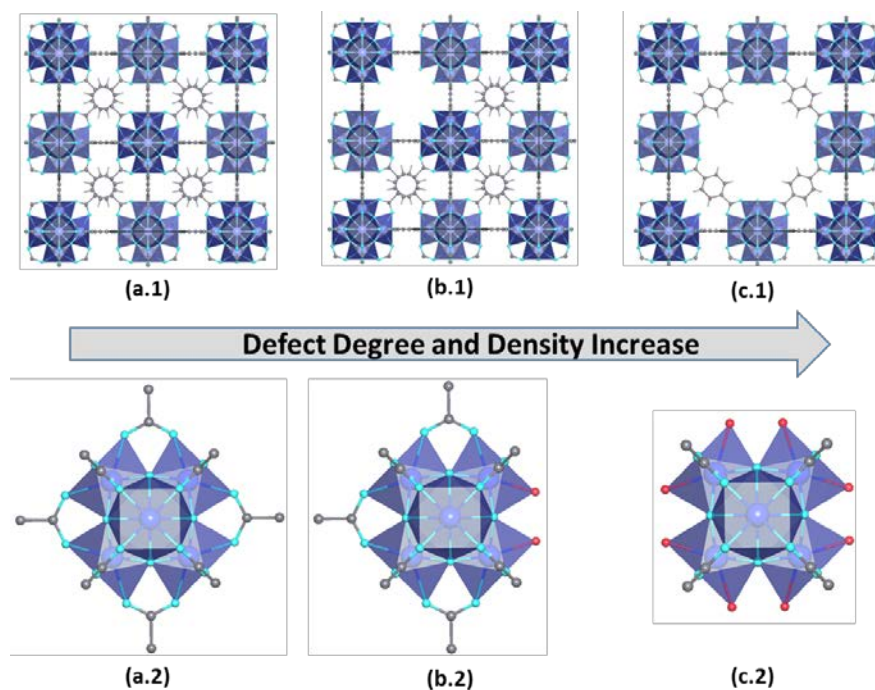 (a.1)
(b.1)
(c.1)
Defect Degree and Density Increase
(a.2)
(b.2)
(c.2)